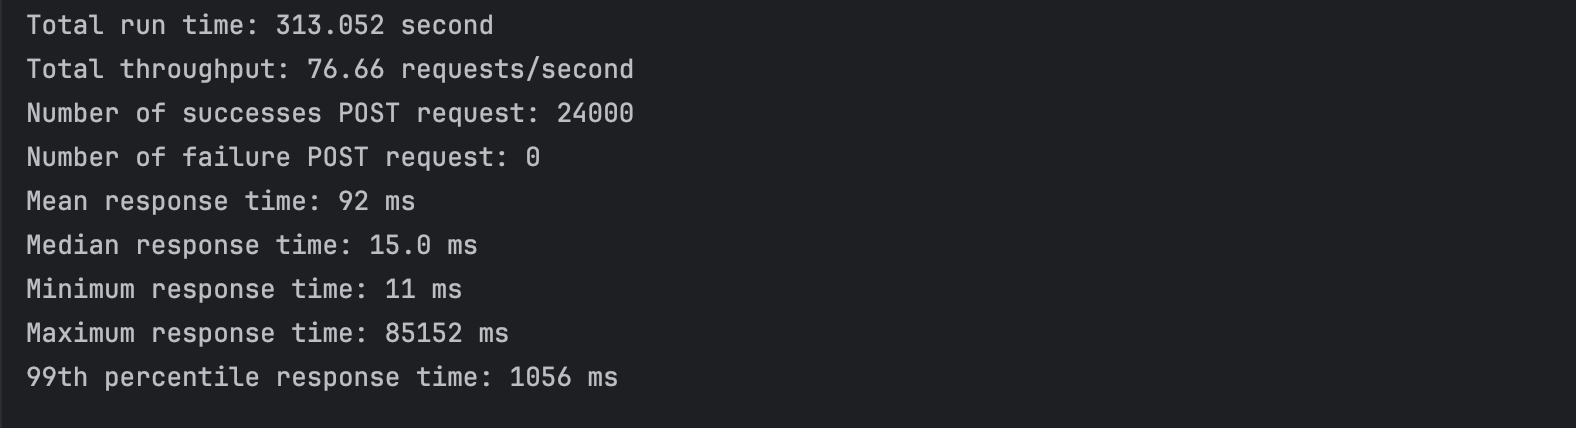 Total run time: 313.052 second
Total throughput: 76.66 requests/second
Number of successes POST request: 24000
Number of failure POST request: 0
Mean response time: 92 ms
Median response time: 15.0 ms
Minimum response time: 11 ms
Maximum response time: 85152 ms
99th percentile response time: 1056 ms